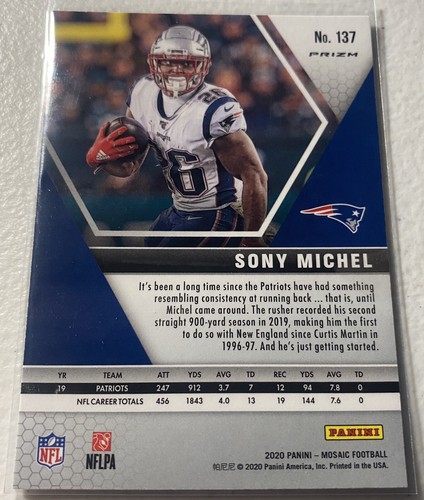 No. 137
PRIZM
26
SONY MICHEL
It's been a long time since the Patriots have had something
resembling consistency at running back ... that is, until
Michel came around. The rusher recorded his second
straight 900-yard season in 2019, making him the first
to do so with New England since Curtis Martin in
1996-97. And he's just getting started.
YR TEAM ATT YDS AVG TD REC YDS AVG TD
19 PATRIOTS 247 912 3.7 7 12 94 7.8 0
NFL CAREER TOTALS 456 1843 4.0 13 19 144 7.6 0
NFL
NFLPA
PANINI
2020 PANINI – MOSAIC FOOTBALL
帕尼尼 © 2020 Panini America, Inc. Printed in the USA.